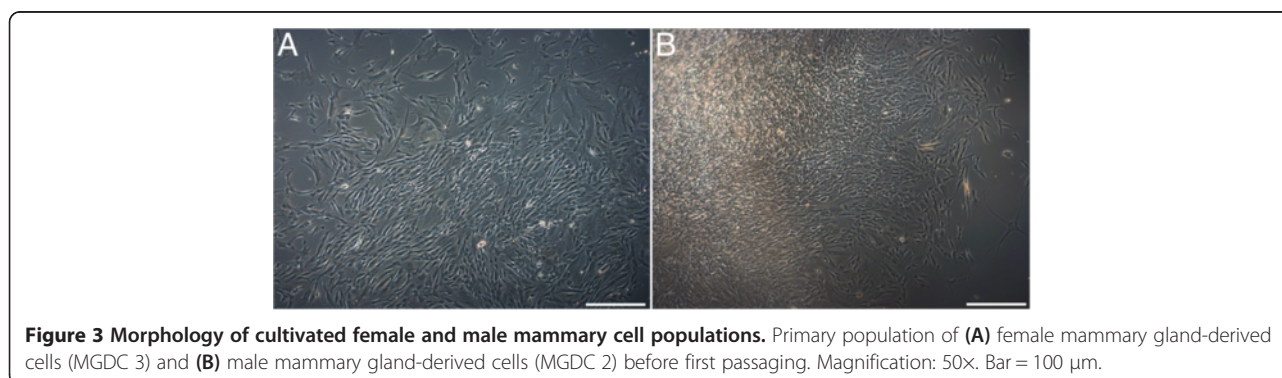 A
B
Figure 3 Morphology of cultivated female and male mammary cell populations. Primary population of (A) female mammary gland-derived
cells (MGDC 3) and (B) male mammary gland-derived cells (MGDC 2) before first passaging. Magnification: 50×. Bar = 100 μm.